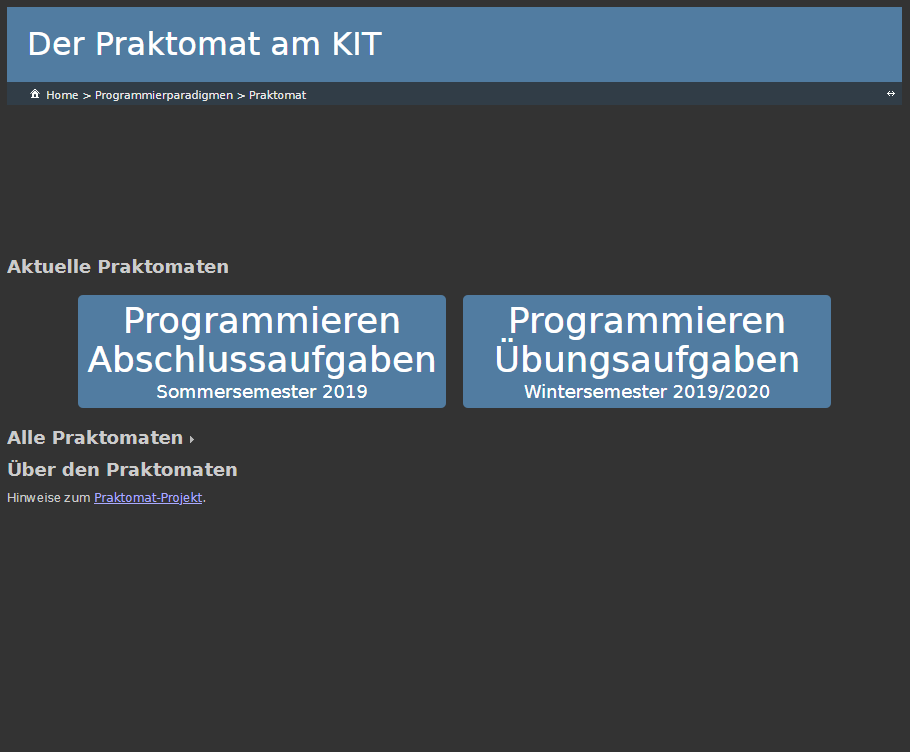 Der Praktomat am KIT
Home > Programmierparadigmen > Praktomat
Aktuelle Praktomaten
Programmieren
Abschlussaufgaben
Sommersemester 2019
Programmieren
Übungsaufgaben
Wintersemester 2019/2020
Alle Praktomaten
Über den Praktomaten
Hinweise zum Praktomat-Projekt.